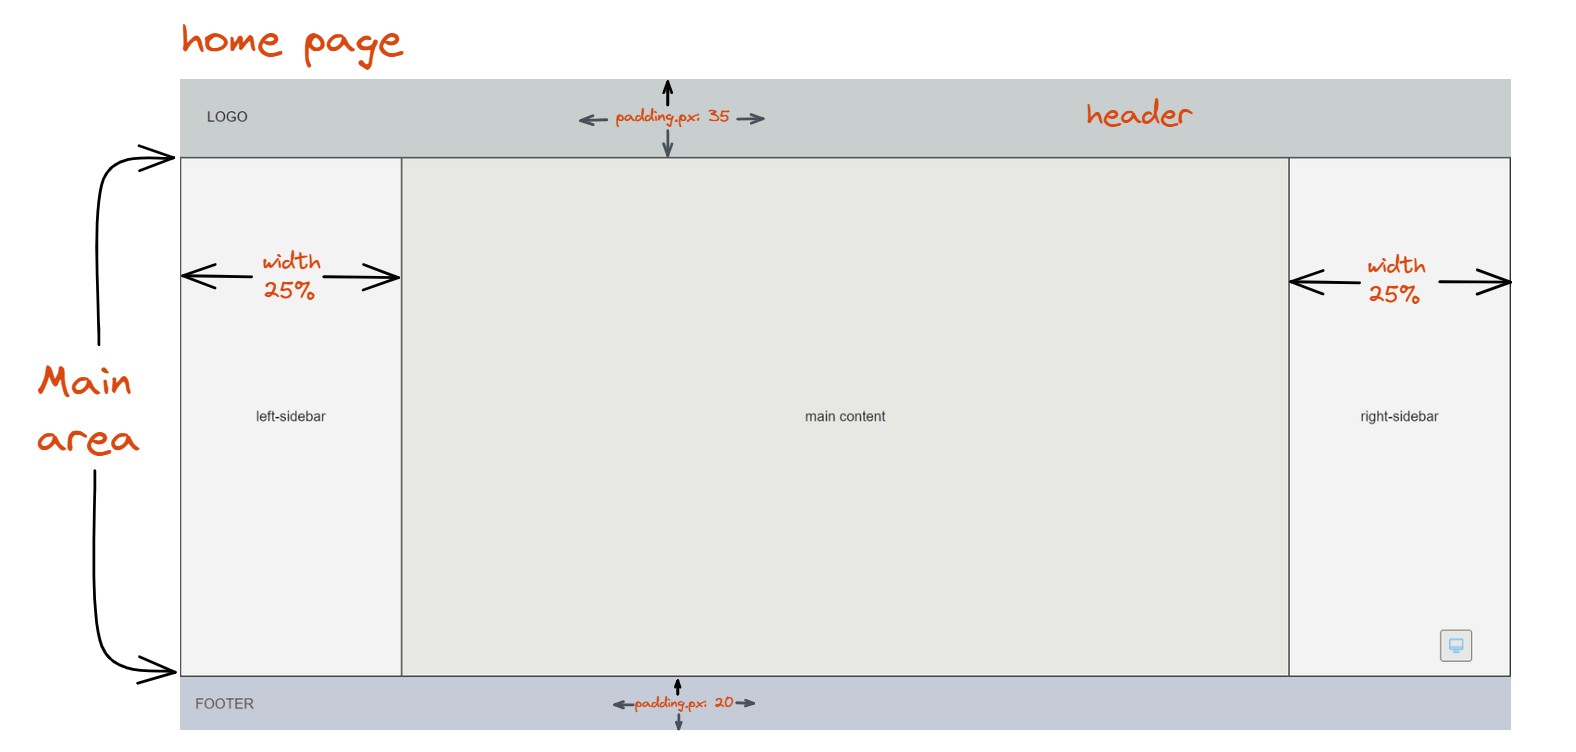 home page
LOGO
padding.px: 35
header
width
25%
width
25%
Main
area
left-sidebar
main content
right-sidebar
FOOTER
padding.px: 20